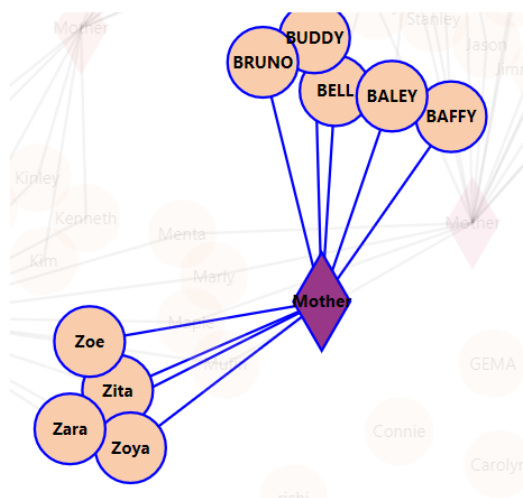 Mother
Stanley
BUDDY
Jason
BRUNO
BELL
BALEY
BAFFY
Kinley
Kenneth
Menta
Mother
Kim
Marty
Mother
Zoe
Mufin
GEMA
Zita
Zara
Zoya
Connie
Carolyn